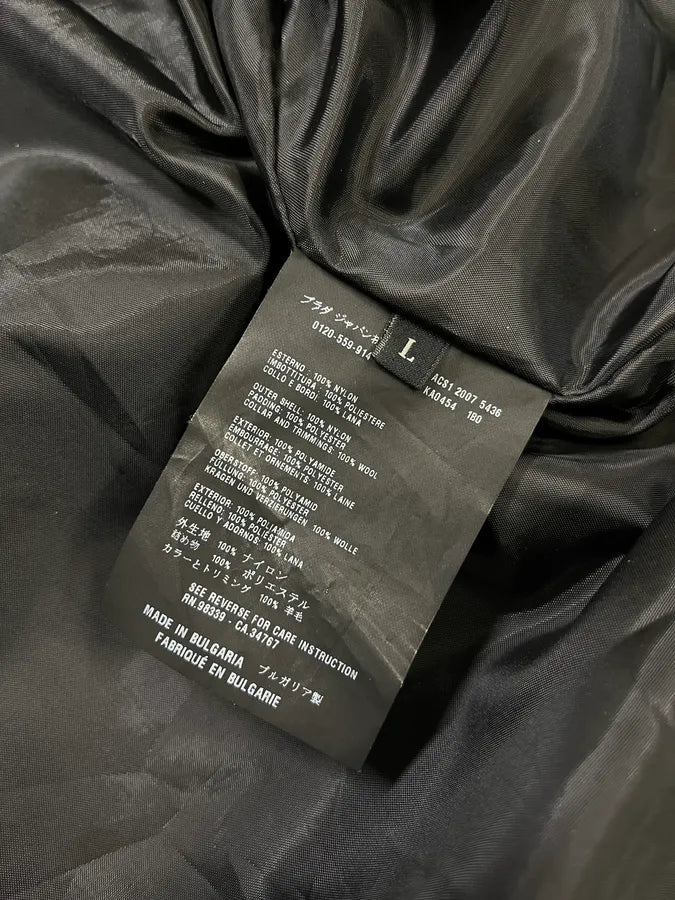 プラダ ジャパン
0120-559-914
L
ACS1 2007 5436
KA0454 1B0
ESTERNO: 100% NYLON
IMBOTTITURA: 100% POLIESTERE
COLLO E BORDI: 100% LANA
OUTER SHELL: 100% NYLON
PADDING: 100% POLYESTER
COLLAR AND TRIMMINGS: 100% WOOL
EXTERIOR: 100% POLYAMIDE
EMBOURRAGE: 100% POLYESTER
COLLET ET ORNEMENTS: 100% LAINE
OBERSTOFF: 100% POLYAMID
FÜLLUNG: 100% POLYESTER
KRAGEN UND VERZIERUNGEN: 100% WOLLE
EXTERIOR: 100% POLIAMIDA
RELLENO: 100% POLIESTER
CUELLO Y ADORNOS: 100% LANA
外生地 100% ナイロン
詰め物 100% ポリエステル
カラーとトリミング 100% 羊毛
SEE REVERSE FOR CARE INSTRUCTION
RN.98339 - CA.34767
MADE IN BULGARIA ブルガリア製
FABRIQUÉ EN BULGARIE